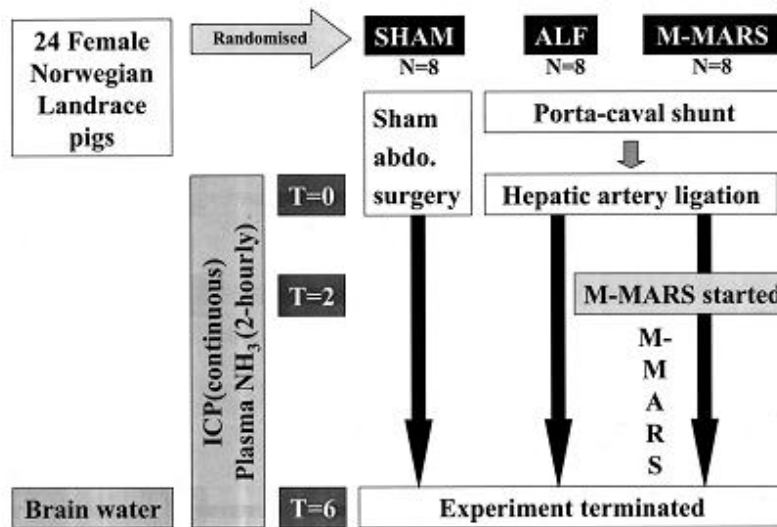 24 Female
Norwegian
Landrace
pigs
Randomised
SHAM
N=8
ALF
N=8
M-MARS
N=8
Sham
abdo.
surgery
Porta-caval shunt
Hepatic artery ligation
T=0
T=2
M-MARS started
M-
M
A
R
S
ICP(continuous)
Plasma NH₃ (2-hourly)
Brain water
T=6
Experiment terminated